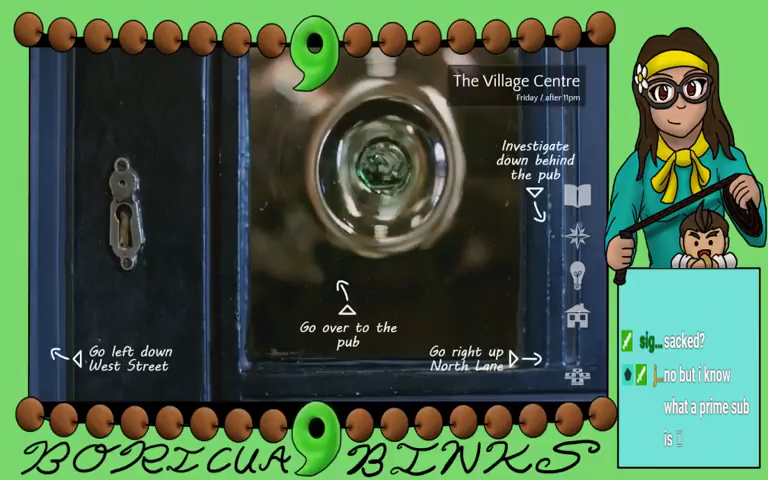 The Village Centre
Friday / after 11pm
Investigate
down behind
the pub
Go over to the
pub
Go left down
West Street
Go right up
North Lane
sig... sacked?
j... no but i know
what a prime sub
is
BORICUA BINKS